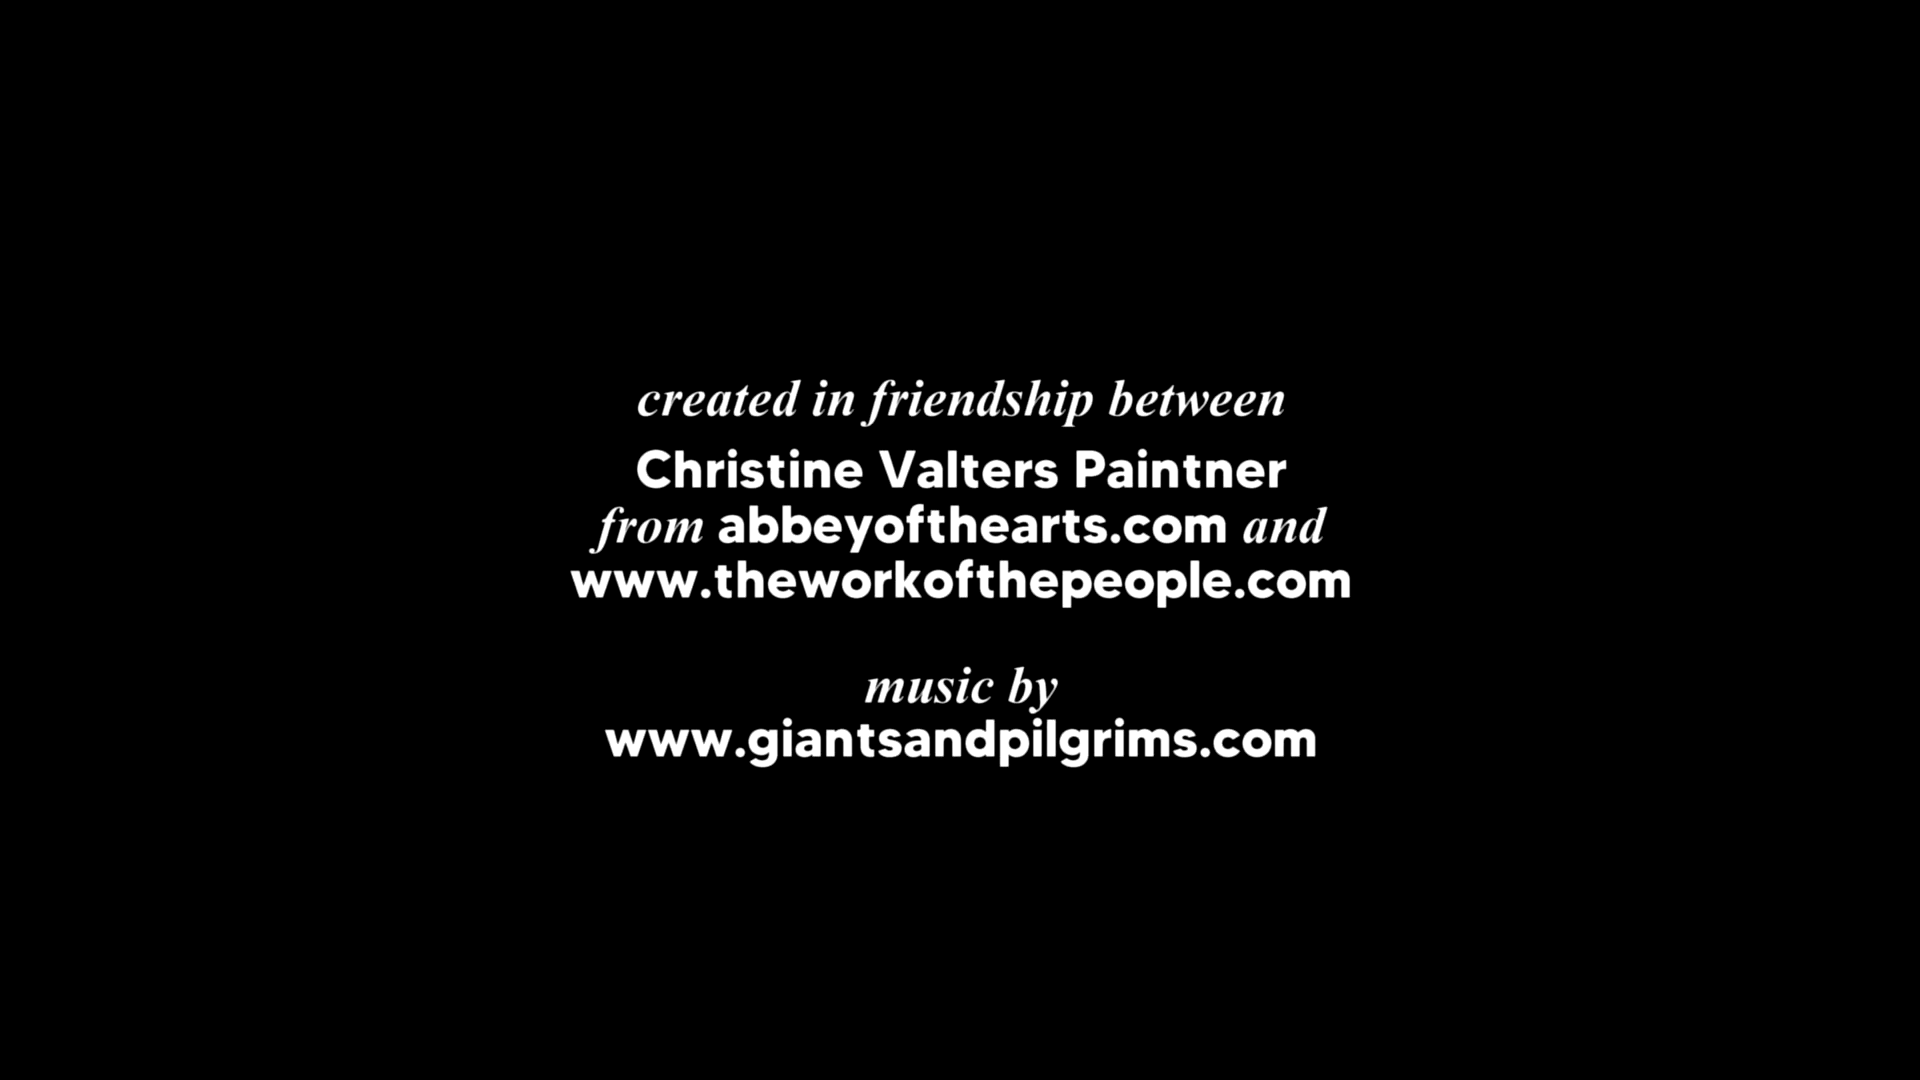 created in friendship between
Christine Valters Paintner
from abbeyofthearts.com and
www.theworkofthepeople.com
music by
www.giantsandpilgrims.com